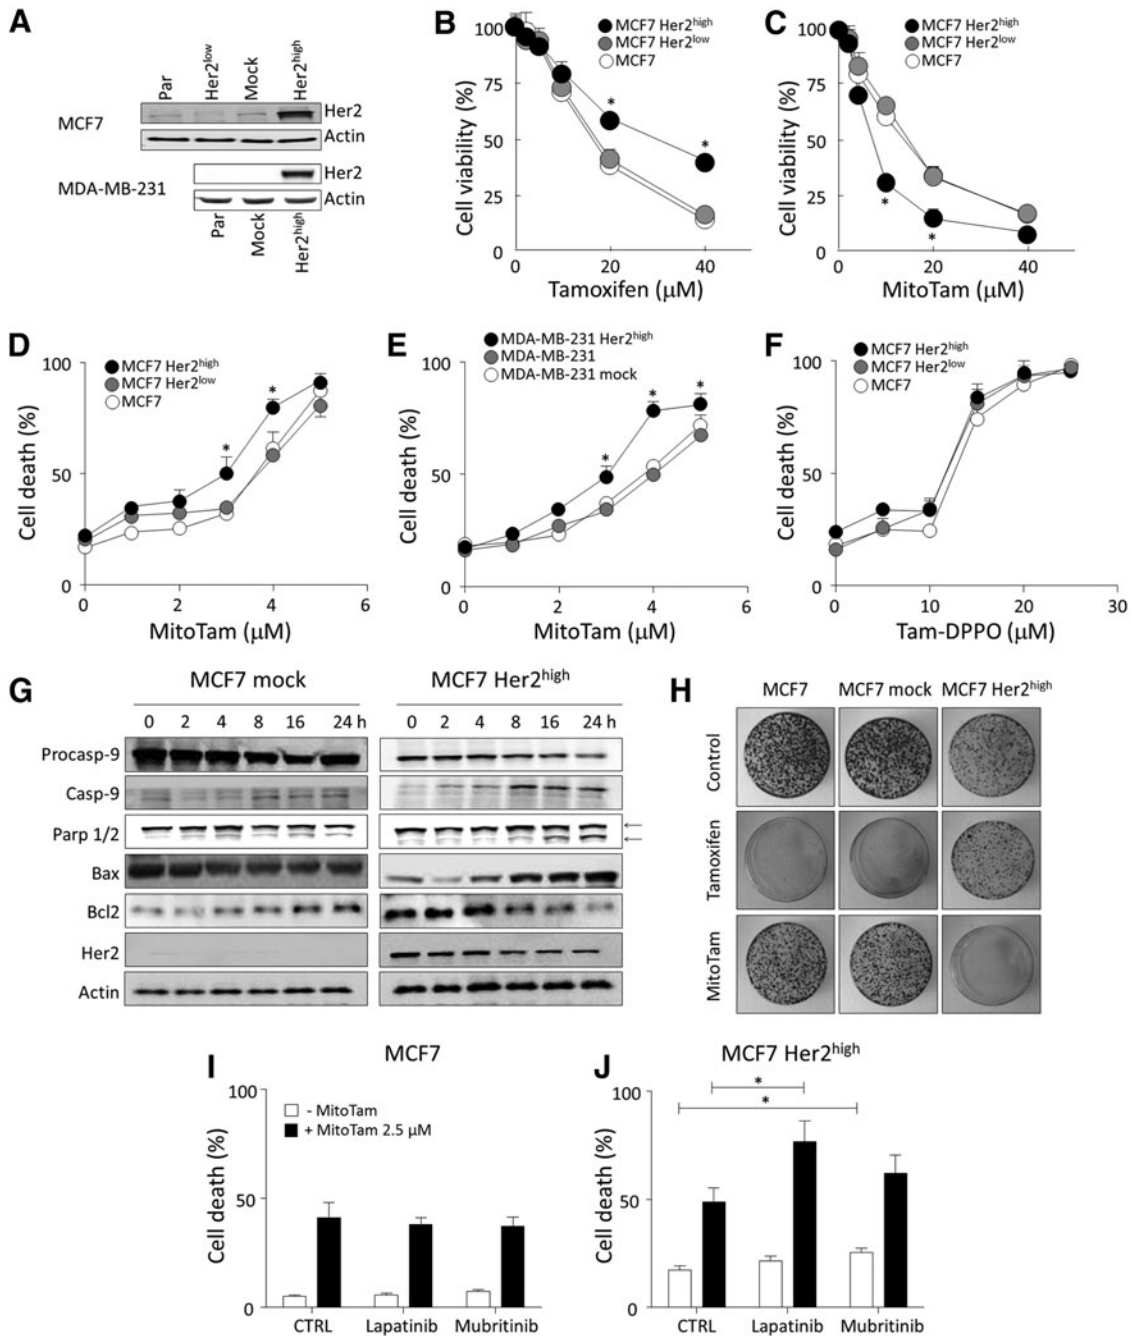 A
Par
Her2low
Mock
Her2high
MCF7
Her2
Actin
MDA-MB-231
Her2
Actin
Par
Mock
Her2high
B
MCF7 Her2high
MCF7 Her2low
MCF7
Cell viability (%)
100
75
50
25
0
0 20 40
Tamoxifen (μM)
*
*
C
MCF7 Her2high
MCF7 Her2low
MCF7
Cell viability (%)
100
75
50
25
0
0 20 40
MitoTam (μM)
*
*
D
MCF7 Her2high
MCF7 Her2low
MCF7
Cell death (%)
100
50
0
0 2 4 6
MitoTam (μM)
*
*
E
MDA-MB-231 Her2high
MDA-MB-231
MDA-MB-231 mock
Cell death (%)
100
50
0
0 2 4 6
MitoTam (μM)
*
*
*
F
MCF7 Her2high
MCF7 Her2low
MCF7
Cell death (%)
100
50
0
0 10 20 30
Tam-DPPO (μM)
G
MCF7 mock
MCF7 Her2high
0 2 4 8 16 24 h
0 2 4 8 16 24 h
Procasp-9
Casp-9
Parp 1/2
Bax
Bcl2
Her2
Actin
H
MCF7
MCF7 mock
MCF7 Her2high
Control
Tamoxifen
MitoTam
I
MCF7
Cell death (%)
100
50
0
- MitoTam
+ MitoTam 2.5 μM
CTRL Lapatinib Mubritinib
J
MCF7 Her2high
Cell death (%)
100
50
0
*
*
CTRL Lapatinib Mubritinib